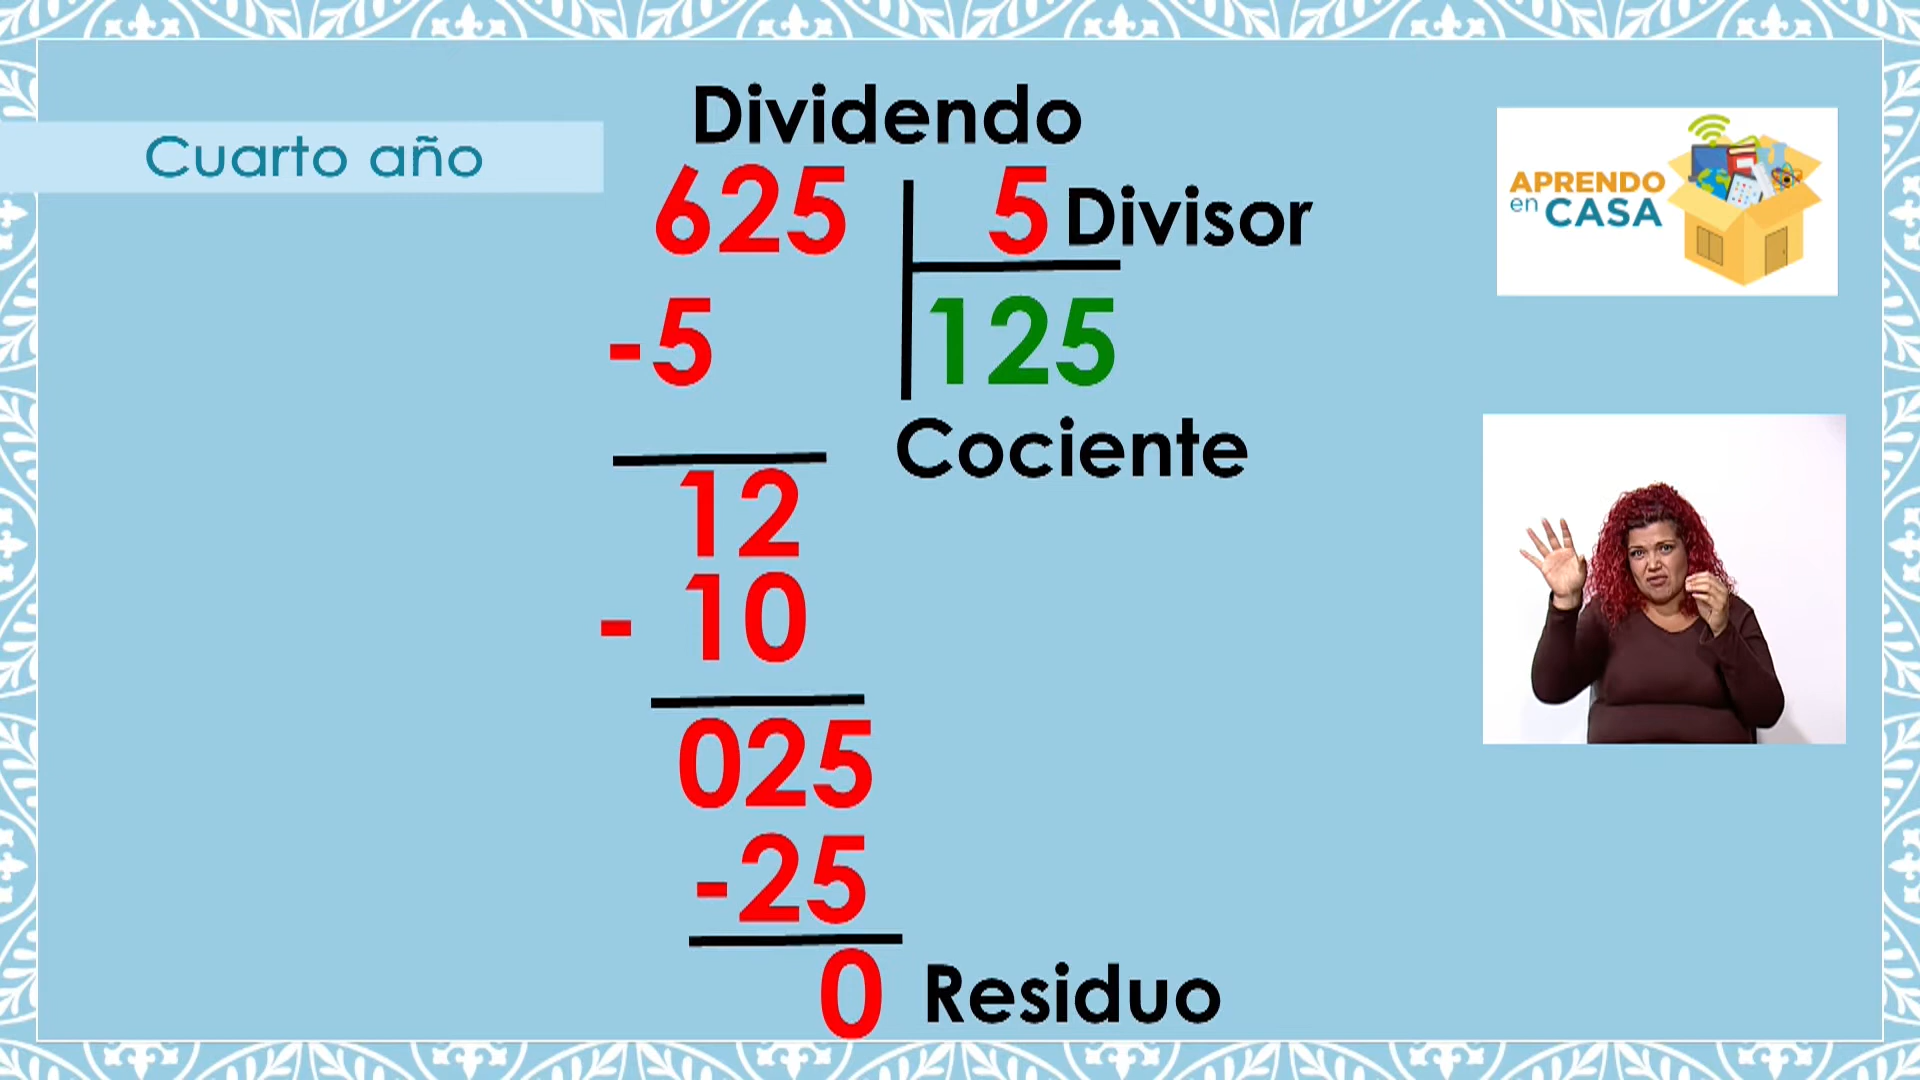 Cuarto año
Dividendo
625 5 Divisor
-5 125
Cociente
12
- 10
025
-25
0 Residuo
APRENDO
en CASA